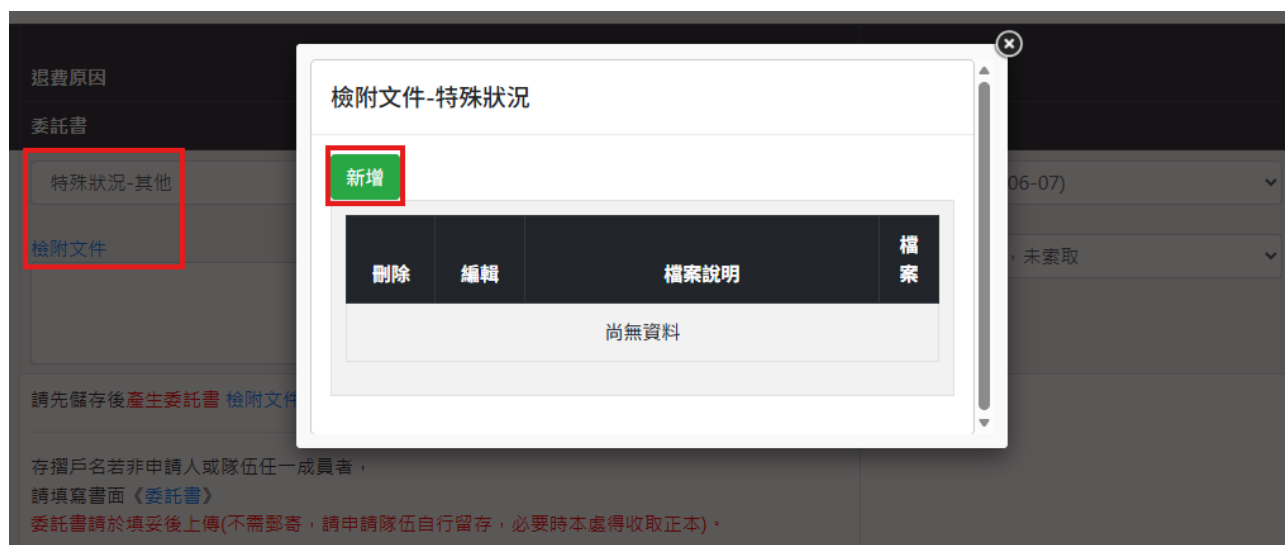 退費原因
委託書
特殊狀況-其他
檢附文件
檢附文件-特殊狀況
新增
刪除 編輯 檔案說明 檔案
尚無資料
06-07)
，未索取
請先儲存後產生委託書 檢附文件
存摺戶名若非申請人或隊伍任一成員者，
請填寫書面《委託書》
委託書請於填妥後上傳(不需郵寄，請申請隊伍自行留存，必要時本處得收取正本)。